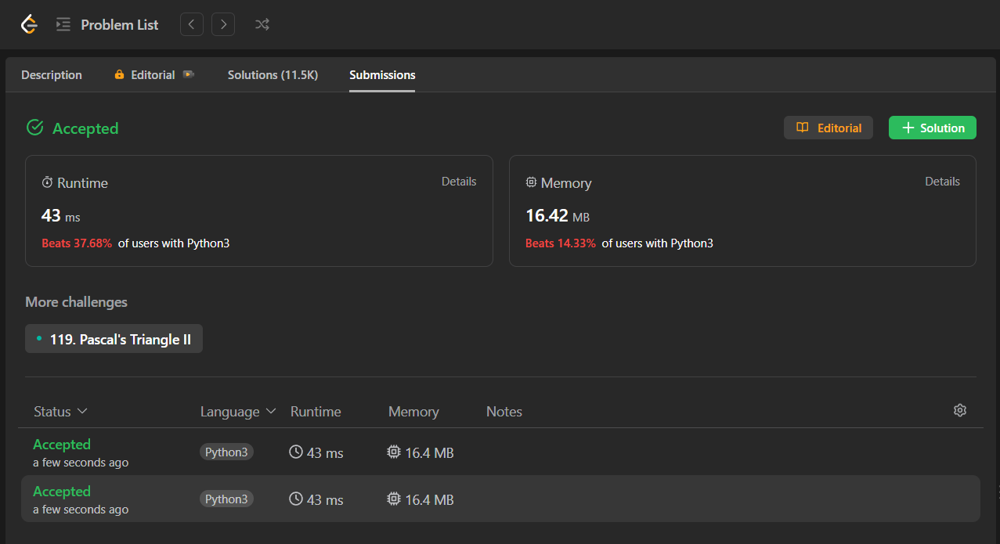 Problem List
Description Editorial Solutions (11.5K) Submissions
Accepted Editorial Solution
Runtime Details
43 ms
Beats 37.68% of users with Python3
Memory Details
16.42 MB
Beats 14.33% of users with Python3
More challenges
119. Pascal's Triangle II
Status Language Runtime Memory Notes
Accepted
a few seconds ago
Python3 43 ms 16.4 MB
Accepted
a few seconds ago
Python3 43 ms 16.4 MB